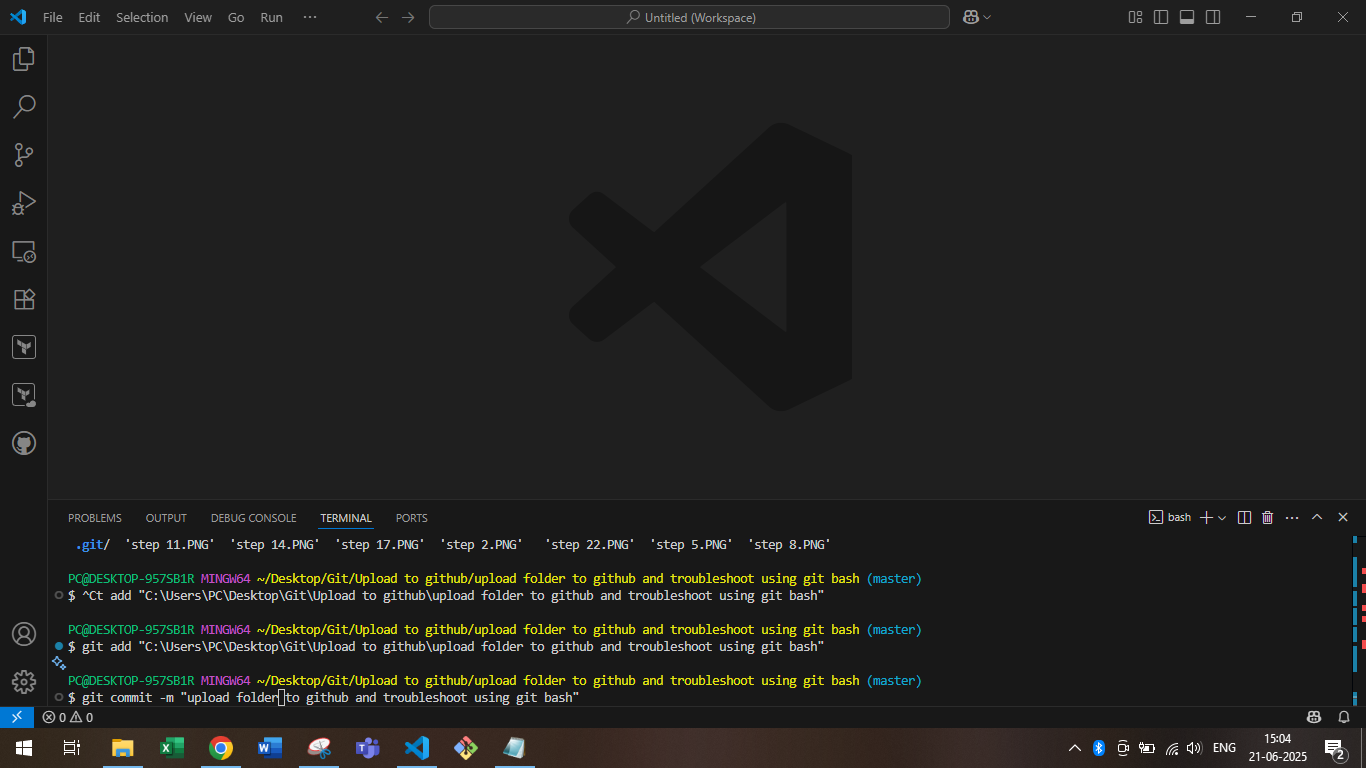 File Edit Selection View Go Run ··· Untitled (Workspace)
PROBLEMS OUTPUT DEBUG CONSOLE TERMINAL PORTS bash
.git/ 'step 11.PNG' 'step 14.PNG' 'step 17.PNG' 'step 2.PNG' 'step 22.PNG' 'step 5.PNG' 'step 8.PNG'
PC@DESKTOP-957SB1R MINGW64 ~/Desktop/Git/Upload to github/upload folder to github and troubleshoot using git bash (master)
$ ^Ct add "C:\Users\PC\Desktop\Git\Upload to github\upload folder to github and troubleshoot using git bash"
PC@DESKTOP-957SB1R MINGW64 ~/Desktop/Git/Upload to github/upload folder to github and troubleshoot using git bash (master)
$ git add "C:\Users\PC\Desktop\Git\Upload to github\upload folder to github and troubleshoot using git bash"
PC@DESKTOP-957SB1R MINGW64 ~/Desktop/Git/Upload to github/upload folder to github and troubleshoot using git bash (master)
$ git commit -m "upload folder to github and troubleshoot using git bash"
0 0
ENG 15:04
21-06-2025 2